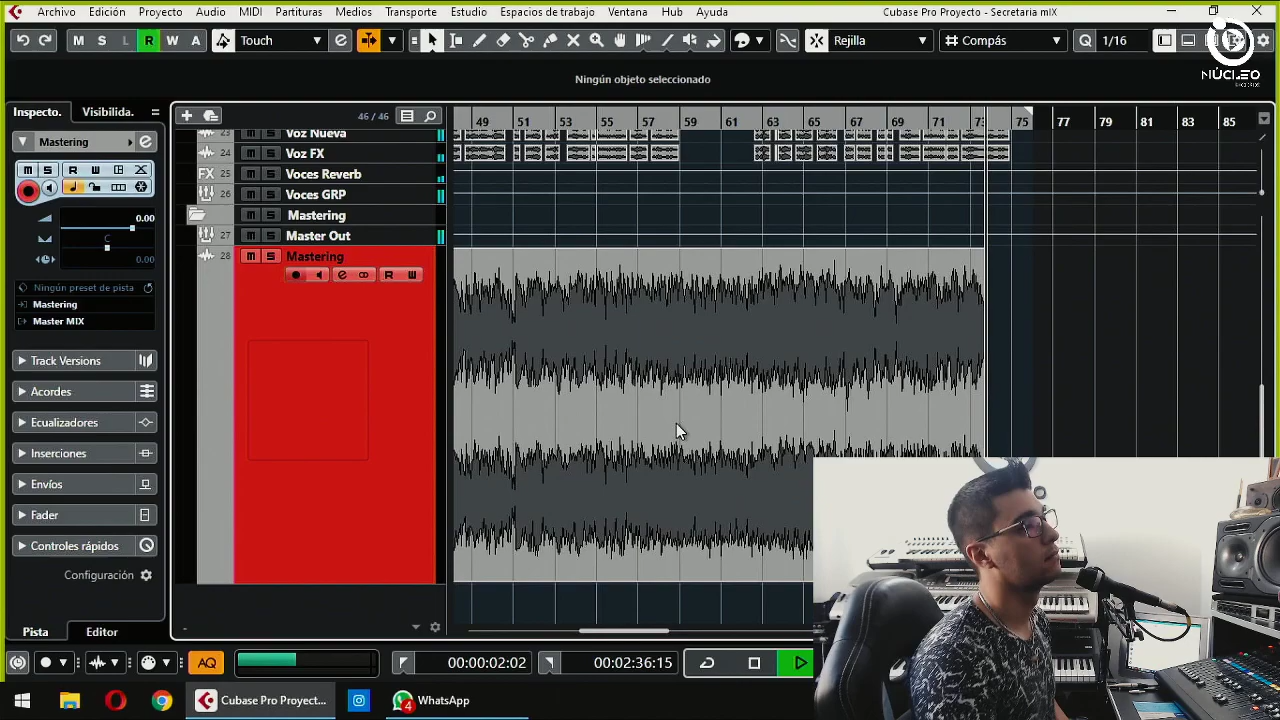 Archivo Edición Proyecto Audio MIDI Partituras Medios Transporte Estudio Espacios de trabajo Ventana Hub Ayuda Cubase Pro Proyecto - Secretaria mIX
M S L R W A Touch Rejilla Compás Q 1/16
NÚCLEO
Ningún objeto seleccionado
Inspecto. Visibilida. 46 / 46 49 51 53 55 57 59 61 63 65 67 69 71 73 75 77 79 81 83 85
23 Voz Nueva
Mastering
24 Voz FX
M S R W
FX 25 Voces Reverb
26 Voces GRP
0.00
Mastering
C
27 M S Master Out
0.00
28 M S Mastering
R W
Ningún preset de pista
Mastering
Master MIX
Track Versions
Acordes
Ecualizadores
Inserciones
Envíos
Fader
Controles rápidos
Configuración
Pista Editor
AQ 00:00:02:02 00:02:36:15
Cubase Pro Proyect... 4 WhatsApp